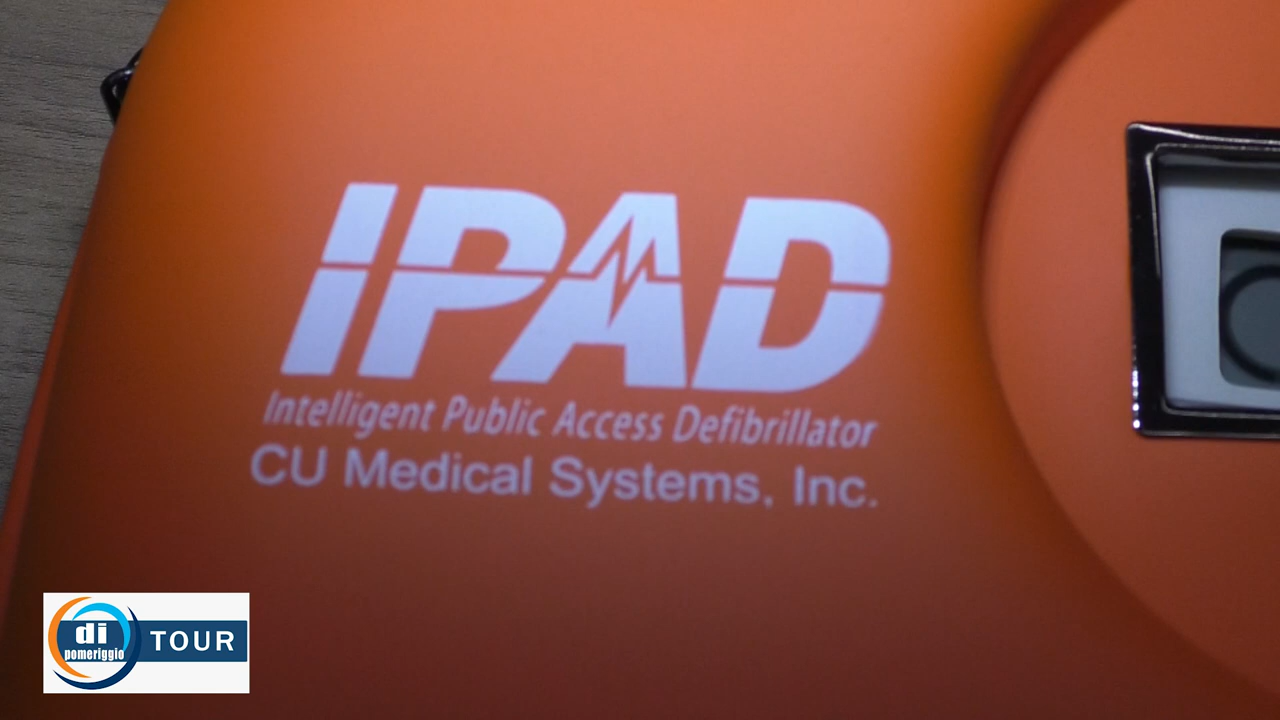 IPAD
Intelligent Public Access Defibrillator
CU Medical Systems, Inc.
di
pomeriggio
TOUR